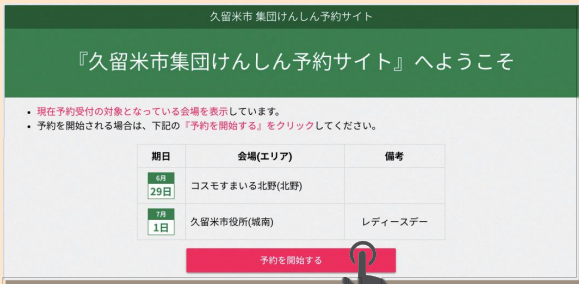 久留米市 集団けんしん予約サイト
『久留米市集団けんしん予約サイト』へようこそ
• 現在予約受付の対象となっている会場を表示しています。
• 予約を開始される場合は、下記の『予約を開始する』をクリックしてください。
期日 会場(エリア) 備考
6月
29日 コスモすまいる北野(北野)
7月
1日 久留米市役所(城南) レディースデー
予約を開始する